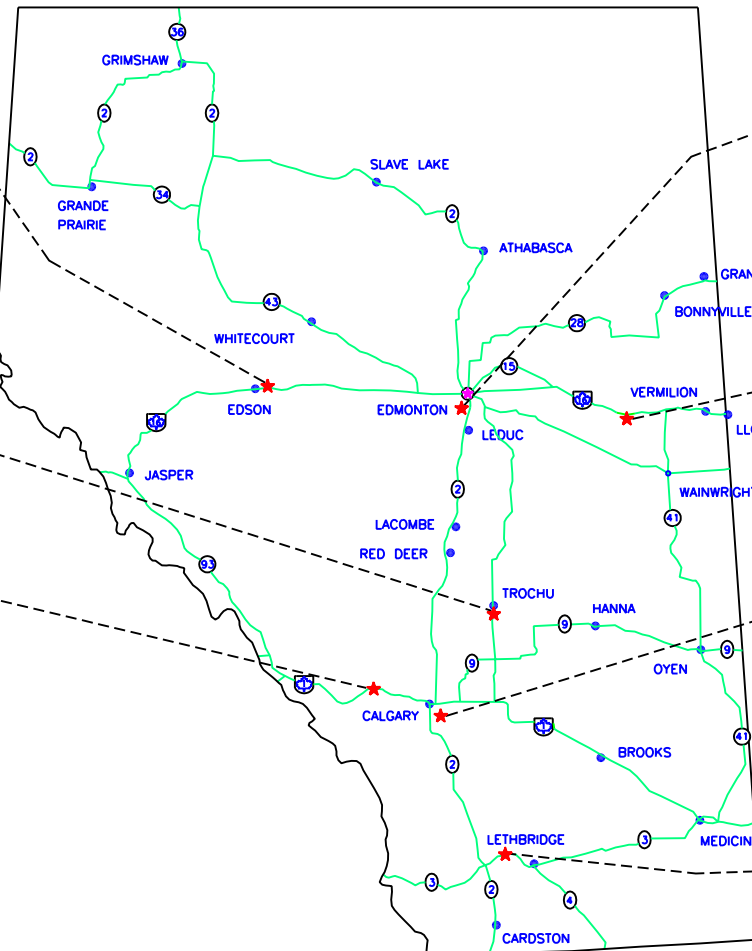 36
GRIMSHAW
2
2
2
SLAVE LAKE
34
GRANDE
PRAIRIE
2
ATHABASCA
GRAN
43
BONNYVILLE
28
WHITECOURT
15
VERMILION
16
EDSON
EDMONTON
16
LEDUC
LLO
JASPER
2
WAINWRIGHT
41
LACOMBE
RED DEER
93
TROCHU
HANNA
9
9
9
OYEN
1
CALGARY
1
41
BROOKS
2
LETHBRIDGE
3
MEDICIN
3
2
4
CARDSTON